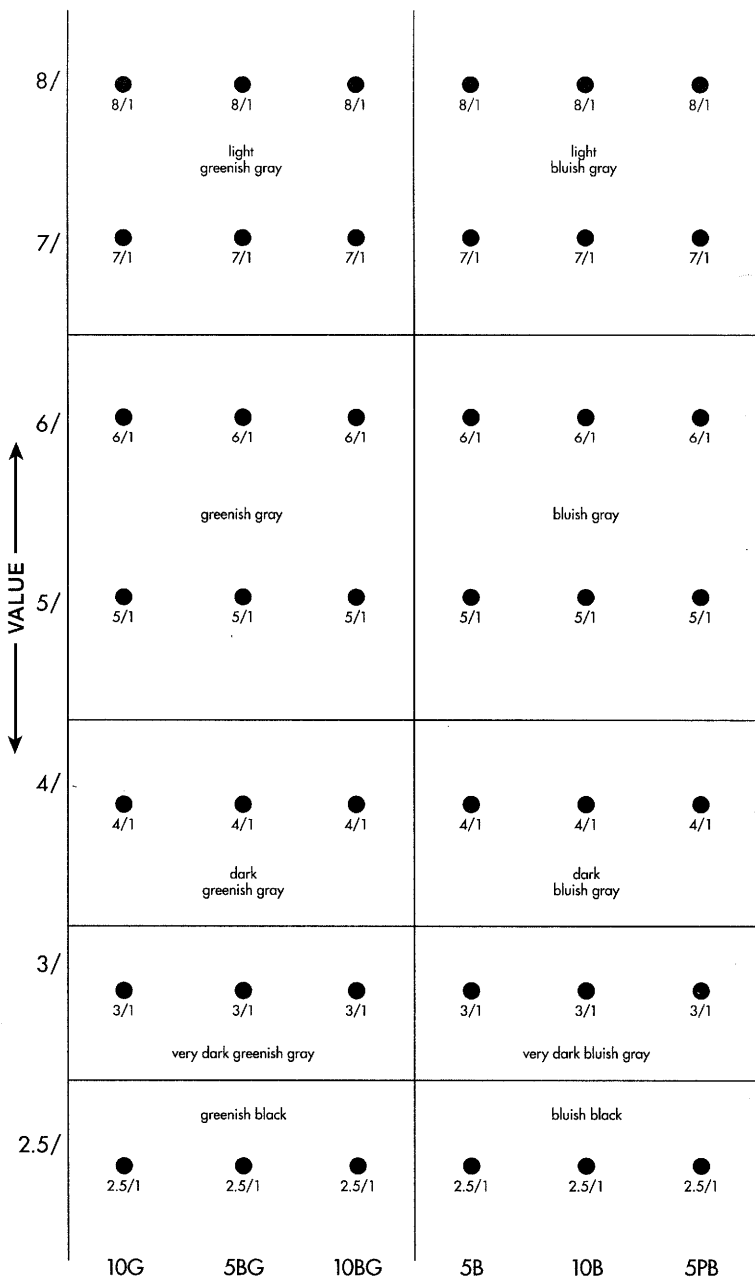 8/
8/1 8/1 8/1 8/1 8/1 8/1
light greenish gray
light bluish gray
7/
7/1 7/1 7/1 7/1 7/1 7/1
6/
6/1 6/1 6/1 6/1 6/1 6/1
greenish gray
bluish gray
VALUE
5/
5/1 5/1 5/1 5/1 5/1 5/1
4/
4/1 4/1 4/1 4/1 4/1 4/1
dark greenish gray
dark bluish gray
3/
3/1 3/1 3/1 3/1 3/1 3/1
very dark greenish gray
very dark bluish gray
greenish black
bluish black
2.5/
2.5/1 2.5/1 2.5/1 2.5/1 2.5/1 2.5/1
10G 5BG 10BG 5B 10B 5PB